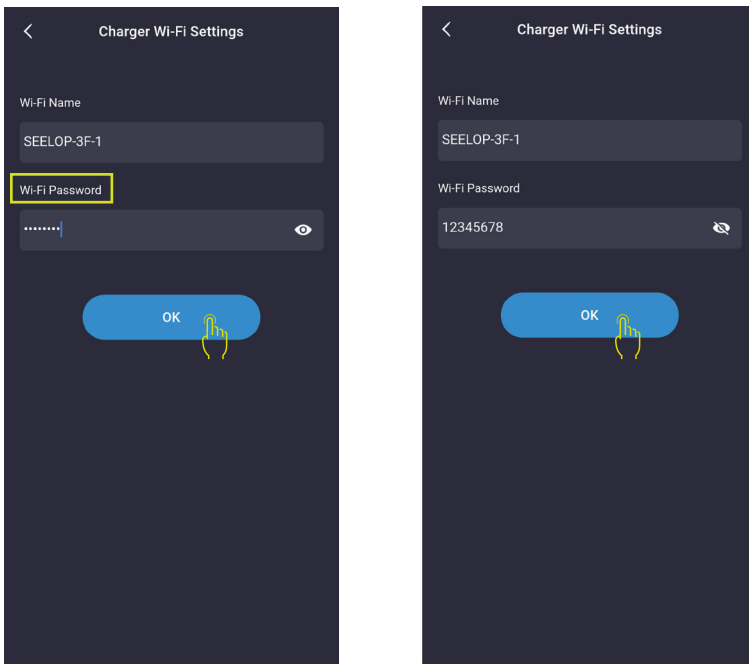 Charger Wi-Fi Settings
Wi-Fi Name
SEELOP-3F-1
Wi-Fi Password
••••••••
OK
Charger Wi-Fi Settings
Wi-Fi Name
SEELOP-3F-1
Wi-Fi Password
12345678
OK